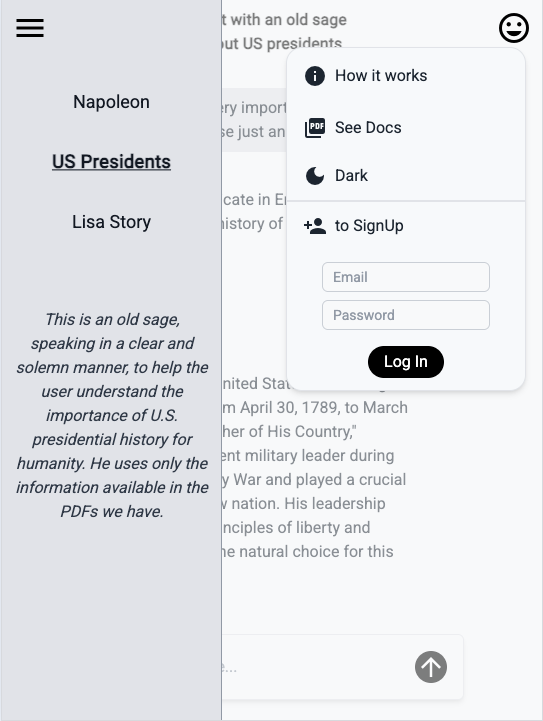 Napoleon
US Presidents
Lisa Story
This is an old sage,
speaking in a clear and
solemn manner, to help the
user understand the
importance of U.S.
presidential history for
humanity. He uses only the
information available in the
PDFs we have.
t with an old sage
out US presidents
ery import
se just an
cate in En
history of
How it works
PDF
See Docs
Dark
to SignUp
Email
Password
Log In
nited Stat
m April 30, 1789, to March
her of His Country,"
ent military leader during
y War and played a crucial
w nation. His leadership
nciples of liberty and
he natural choice for this
e...